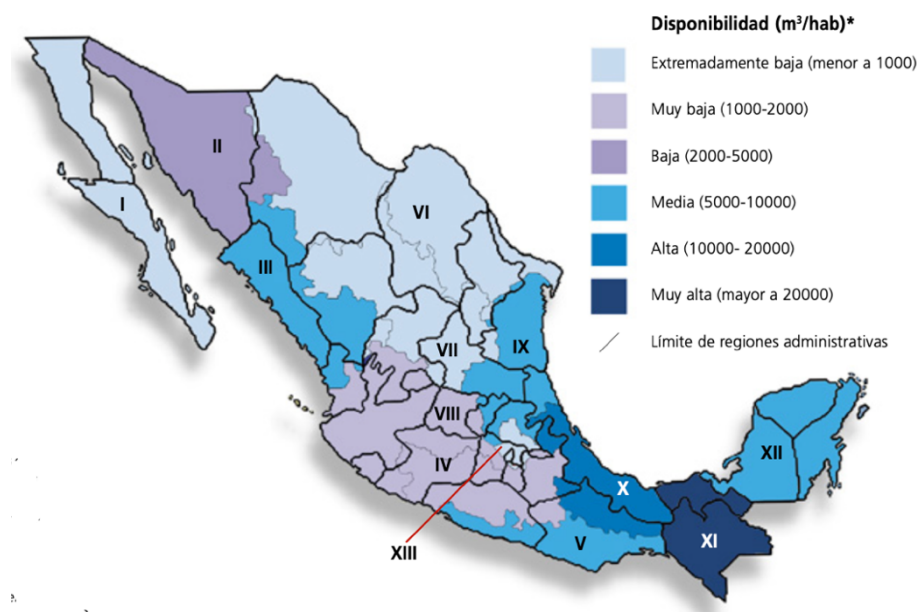 Disponibilidad (m³/hab)*
Extremadamente baja (menor a 1000)
Muy baja (1000-2000)
Baja (2000-5000)
Media (5000-10000)
Alta (10000- 20000)
Muy alta (mayor a 20000)
Límite de regiones administrativas
I
II
III
VI
VII
IX
VIII
IV
XIII
V
X
XI
XII
e.